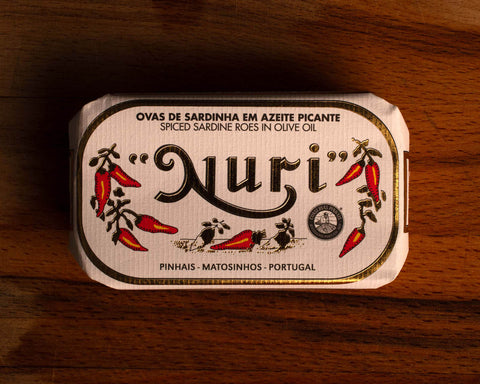 OVAS DE SARDINHA EM AZEITE PICANTE
SPICED SARDINE ROES IN OLIVE OIL
"Nuri"
PINHAIS - MATOSINHOS - PORTUGAL